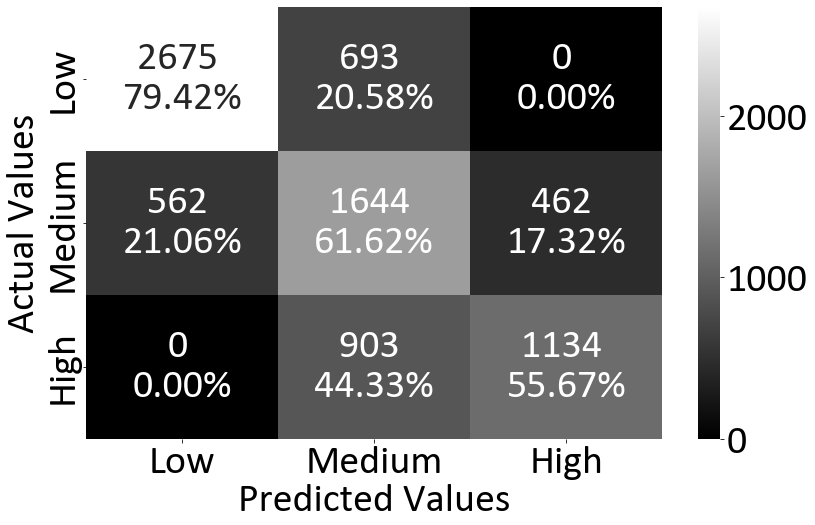 Actual Values
Low
2675
693
0
79.42%
20.58%
0.00%
Medium
562
1644
462
21.06%
61.62%
17.32%
High
0
903
1134
0.00%
44.33%
55.67%
Low
Medium
High
Predicted Values
2000
1000
0